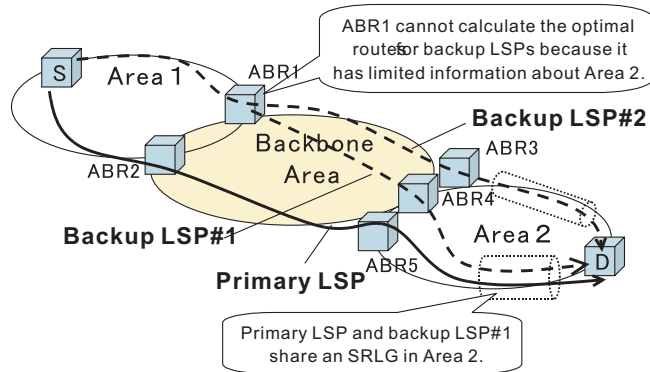 ABR1 cannot calculate the optimal
routes for backup LSPs because it
has limited information about Area 2.
S
Area 1
ABR1
Backup LSP#2
Backbone
Area
ABR2
ABR3
ABR4
Backup LSP#1
Area 2
Primary LSP
ABR5
D
Primary LSP and backup LSP#1
share an SRLG in Area 2.